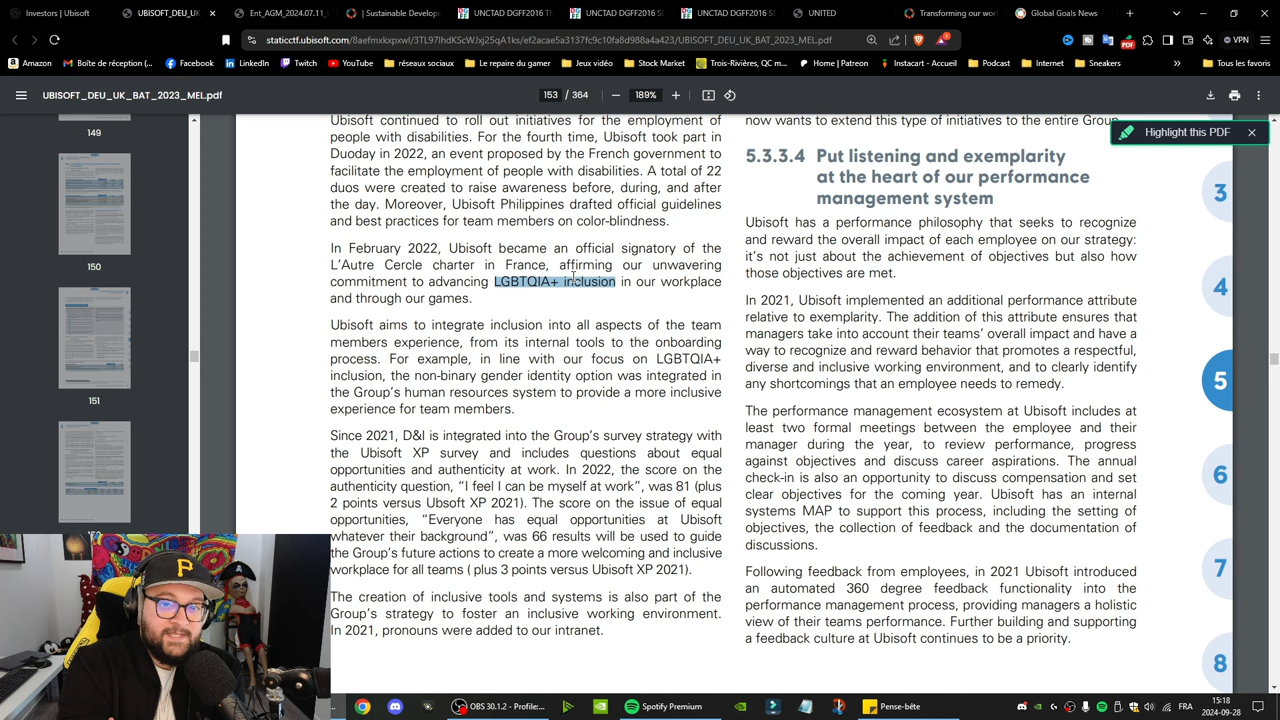 Investors | Ubisoft
UBISOFT_DEU_UK
Ent_AGM_2024.07.11_
| Sustainable Develop
UNCTAD DGFF2016 T
UNCTAD DGFF2016 S
UNCTAD DGFF2016 S
UNITED
Transforming our wor
Global Goals News
staticctf.ubisoft.com/8aefmxkxpxwl/3TL97IhdKScWJxj25qA1ks/ef2acae5a3137fc9c10fa8d988a4a423/UBISOFT_DEU_UK_BAT_2023_MEL.pdf
VPN
Amazon
Boîte de réception (...
Facebook
LinkedIn
Twitch
YouTube
réseaux sociaux
Le repaire du gamer
Jeux vidéo
Stock Market
Trois-Rivières, QC m...
Home | Patreon
Instacart - Accueil
Podcast
Internet
Sneakers
Tous les favoris
UBISOFT_DEU_UK_BAT_2023_MEL.pdf
153 / 364
189%
Highlight this PDF
149
150
151
Ubisoft continued to roll out initiatives for the employment of
people with disabilities. For the fourth time, Ubisoft took part in
Duoday in 2022, an event proposed by the French government to
facilitate the employment of people with disabilities. A total of 22
duos were created to raise awareness before, during, and after
the day. Moreover, Ubisoft Philippines drafted official guidelines
and best practices for team members on color-blindness.
In February 2022, Ubisoft became an official signatory of the
L'Autre Cercle charter in France, affirming our unwavering
commitment to advancing LGBTQIA+ inclusion in our workplace
and through our games.
Ubisoft aims to integrate inclusion into all aspects of the team
members experience, from its internal tools to the onboarding
process. For example, in line with our focus on LGBTQIA+
inclusion, the non-binary gender identity option was integrated in
the Group's human resources system to provide a more inclusive
experience for team members.
Since 2021, D&I is integrated into the Group's survey strategy with
the Ubisoft XP survey and includes questions about equal
opportunities and authenticity at work. In 2022, the score on the
authenticity question, "I feel I can be myself at work", was 81 (plus
2 points versus Ubsoft XP 2021). The score on the issue of equal
opportunities, "Everyone has equal opportunities at Ubisoft
whatever their background", was 66 results will be used to guide
the Group's future actions to create a more welcoming and inclusive
workplace for all teams ( plus 3 points versus Ubisoft XP 2021).
The creation of inclusive tools and systems is also part of the
Group's strategy to foster an inclusive working environment.
In 2021, pronouns were added to our intranet.
now wants to extend this type of initiatives to the entire Group.
5.3.3.4 Put listening and exemplarity
at the heart of our performance
management system
Ubisoft has a performance philosophy that seeks to recognize
and reward the overall impact of each employee on our strategy:
it's not just about the achievement of objectives but also how
those objectives are met.
In 2021, Ubisoft implemented an additional performance attribute
relative to exemplarity. The addition of this attribute ensures that
managers take into account their teams' overall impact and have a
way to recognize and reward behavior that promotes a respectful,
diverse and inclusive working environment, and to clearly identify
any shortcomings that an employee needs to remedy.
The performance management ecosystem at Ubisoft includes at
least two formal meetings between the employee and their
manager during the year, to review performance, progress
against objectives and discuss career aspirations. The annual
check-in is also an opportunity to discuss compensation and set
clear objectives for the coming year. Ubisoft has an internal
systems MAP to support this process, including the setting of
objectives, the collection of feedback and the documentation of
discussions.
Following feedback from employees, in 2021 Ubisoft introduced
an automated 360 degree feedback functionality into the
performance management process, providing managers a holistic
view of their teams performance. Further building and supporting
a feedback culture at Ubisoft continues to be a priority.
3
4
5
6
7
8
P
A
OBS 30.1.2 - Profile:...
Spotify Premium
Pense-bête
FRA
15:18
2024-09-28